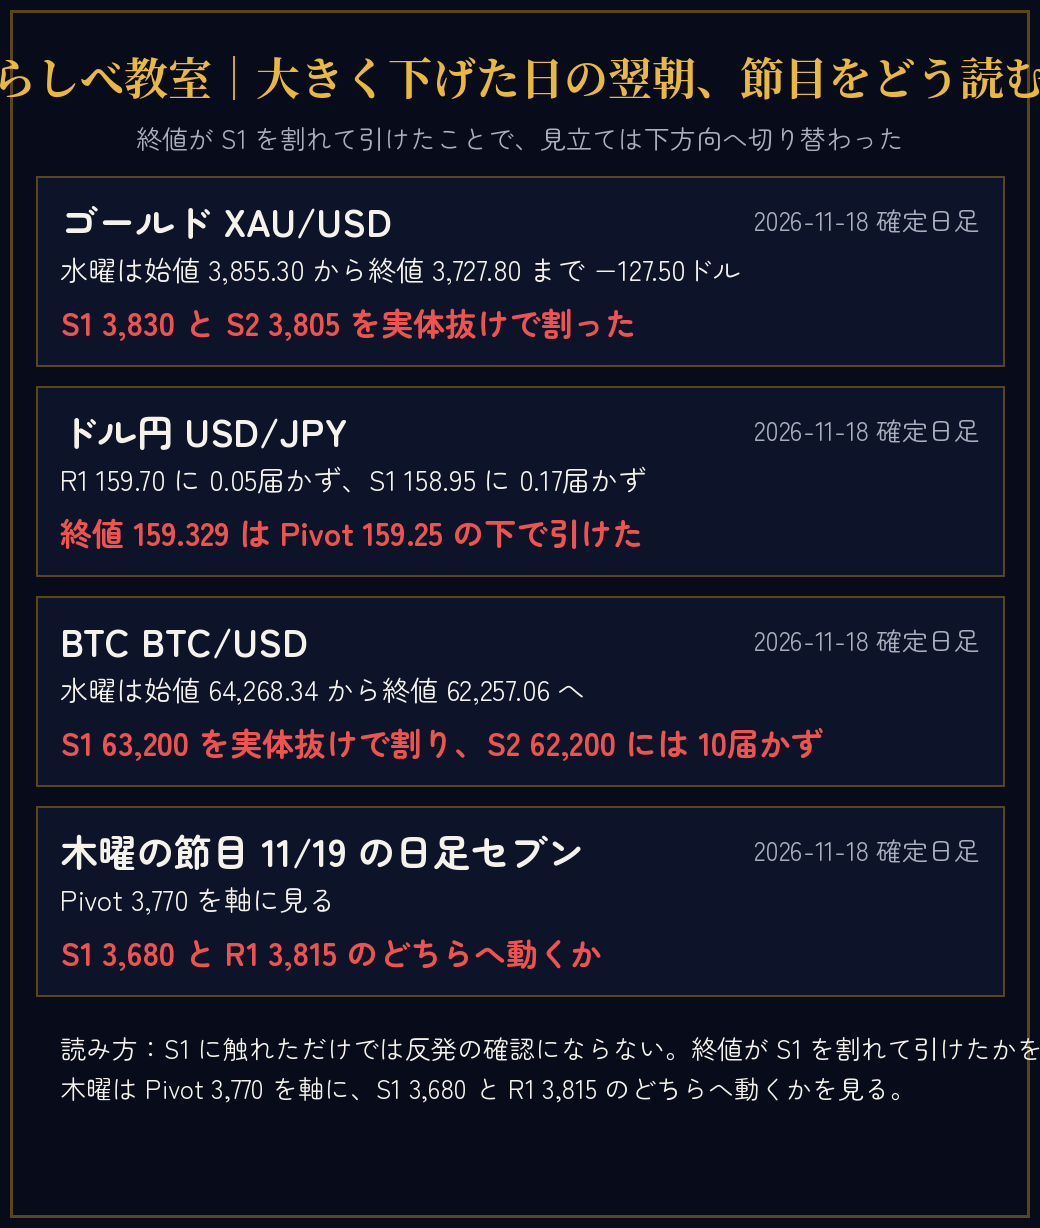 らしべ教室｜大きく下げた日の翌朝、節目をどう読む
終値が S1 を割れて引けたことで、見立ては下方向へ切り替わった
ゴールド XAU/USD
2026-11-18 確定日足
水曜は始値 3,855.30 から終値 3,727.80 まで −127.50ドル
S1 3,830 と S2 3,805 を実体抜けで割った
ドル円 USD/JPY
2026-11-18 確定日足
R1 159.70 に 0.05届かず、S1 158.95 に 0.17届かず
終値 159.329 は Pivot 159.25 の下で引けた
BTC BTC/USD
2026-11-18 確定日足
水曜は始値 64,268.34 から終値 62,257.06 へ
S1 63,200 を実体抜けで割り、S2 62,200 には 10届かず
木曜の節目 11/19 の日足セブン
2026-11-18 確定日足
Pivot 3,770 を軸に見る
S1 3,680 と R1 3,815 のどちらへ動くか
読み方：S1 に触れただけでは反発の確認にならない。終値が S1 を割れて引けたかを
木曜は Pivot 3,770 を軸に、S1 3,680 と R1 3,815 のどちらへ動くかを見る。